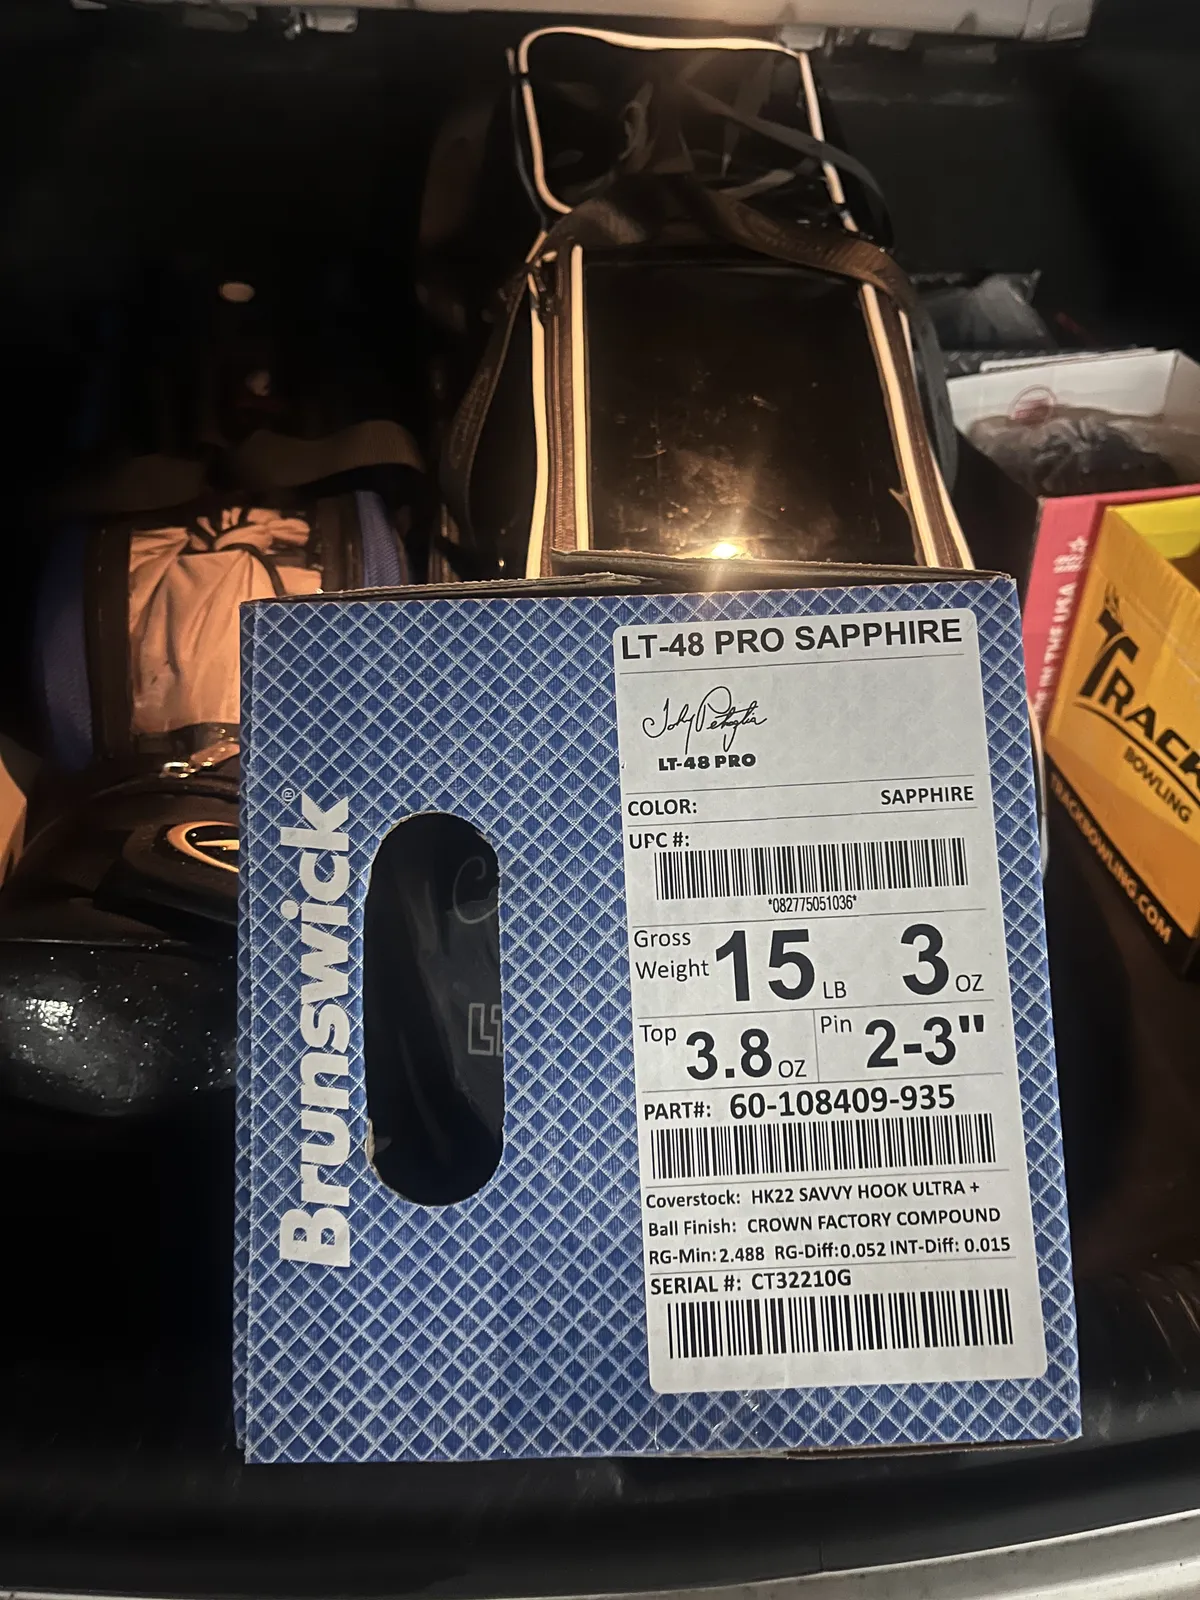 LT-48 PRO SAPPHIRE
LT-48 PRO
COLOR: SAPPHIRE
UPC #:
*082775051036*
Gross Weight 15 LB 3 OZ
Top 3.8 OZ Pin 2-3"
PART#: 60-108409-935
Coverstock: HK22 SAVVY HOOK ULTRA +
Ball Finish: CROWN FACTORY COMPOUND
RG-Min: 2.488 RG-Diff: 0.052 INT-Diff: 0.015
SERIAL #: CT32210G
Brunswick®
IN THE USA
TRACK
BOWLING
TRACKBOWLING.COM